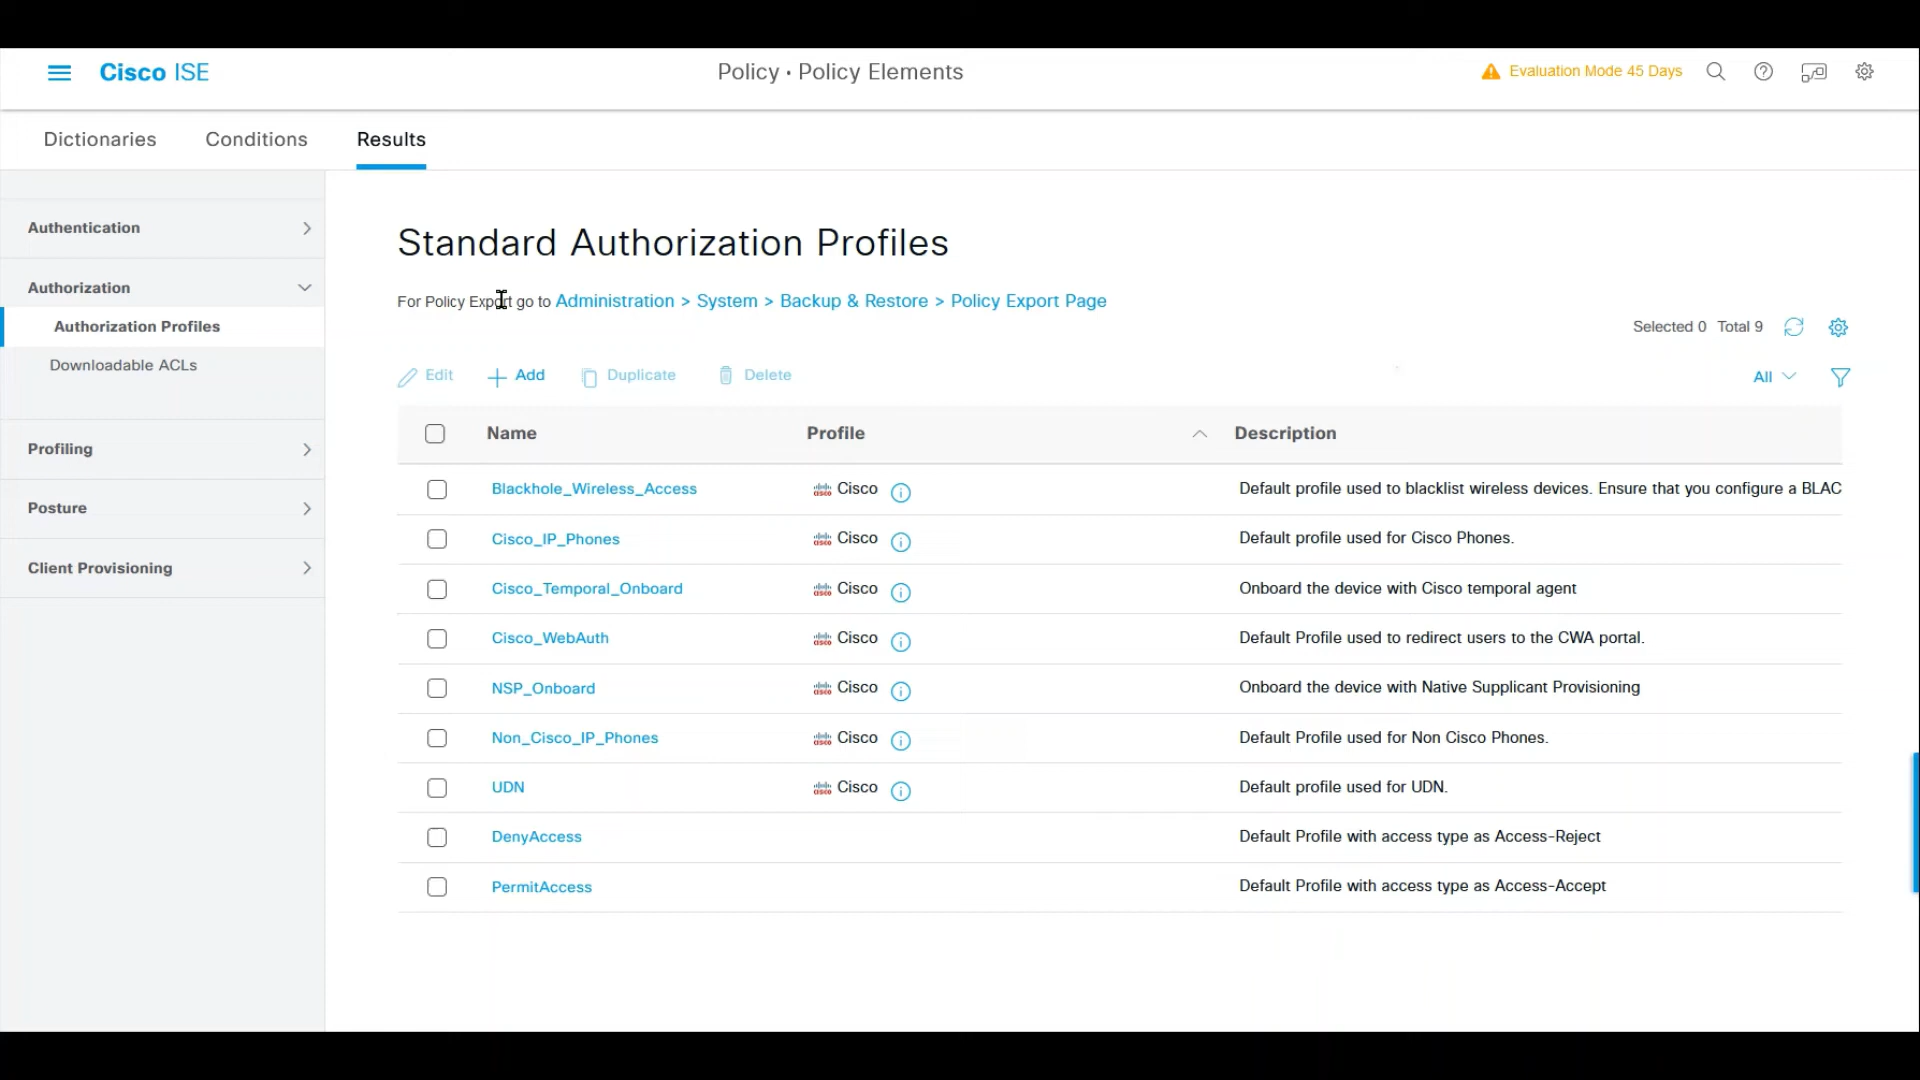 Cisco ISE
Policy · Policy Elements
Evaluation Mode 45 Days
Dictionaries
Conditions
Results
Authentication
Authorization
Authorization Profiles
Downloadable ACLs
Profiling
Posture
Client Provisioning
Standard Authorization Profiles
For Policy Export go to Administration > System > Backup & Restore > Policy Export Page
Selected 0 Total 9
Edit
Add
Duplicate
Delete
All
Name Profile Description
Blackhole_Wireless_Access Cisco Default profile used to blacklist wireless devices. Ensure that you configure a BLAC
Cisco_IP_Phones Cisco Default profile used for Cisco Phones.
Cisco_Temporal_Onboard Cisco Onboard the device with Cisco temporal agent
Cisco_WebAuth Cisco Default Profile used to redirect users to the CWA portal.
NSP_Onboard Cisco Onboard the device with Native Supplicant Provisioning
Non_Cisco_IP_Phones Cisco Default Profile used for Non Cisco Phones.
UDN Cisco Default profile used for UDN.
DenyAccess Default Profile with access type as Access-Reject
PermitAccess Default Profile with access type as Access-Accept